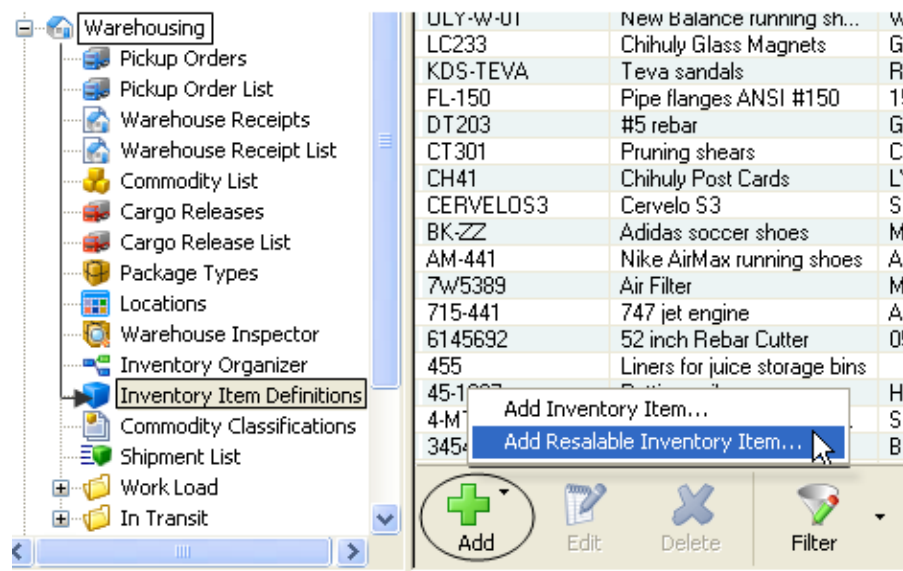 Warehousing
Pickup Orders
Pickup Order List
Warehouse Receipts
Warehouse Receipt List
Commodity List
Cargo Releases
Cargo Release List
Package Types
Locations
Warehouse Inspector
Inventory Organizer
Inventory Item Definitions
Commodity Classifications
Shipment List
Work Load
In Transit
New Balance running sh...
LC233 Chihuly Glass Magnets G
KDS-TEVA Teva sandals R
FL-150 Pipe flanges ANSI #150
DT203 #5 rebar G
CT301 Pruning shears C
CH41 Chihuly Post Cards
CERVELOS3 Cervelo S3 S
BK-ZZ Adidas soccer shoes M
AM-441 Nike AirMax running shoes A
7W5389 Air Filter M
715-441 747 jet engine A
6145692 52 inch Rebar Cutter
455 Liners for juice storage bins
H
S
B
Add Inventory Item...
Add Resalable Inventory Item...
Add Edit Delete Filter